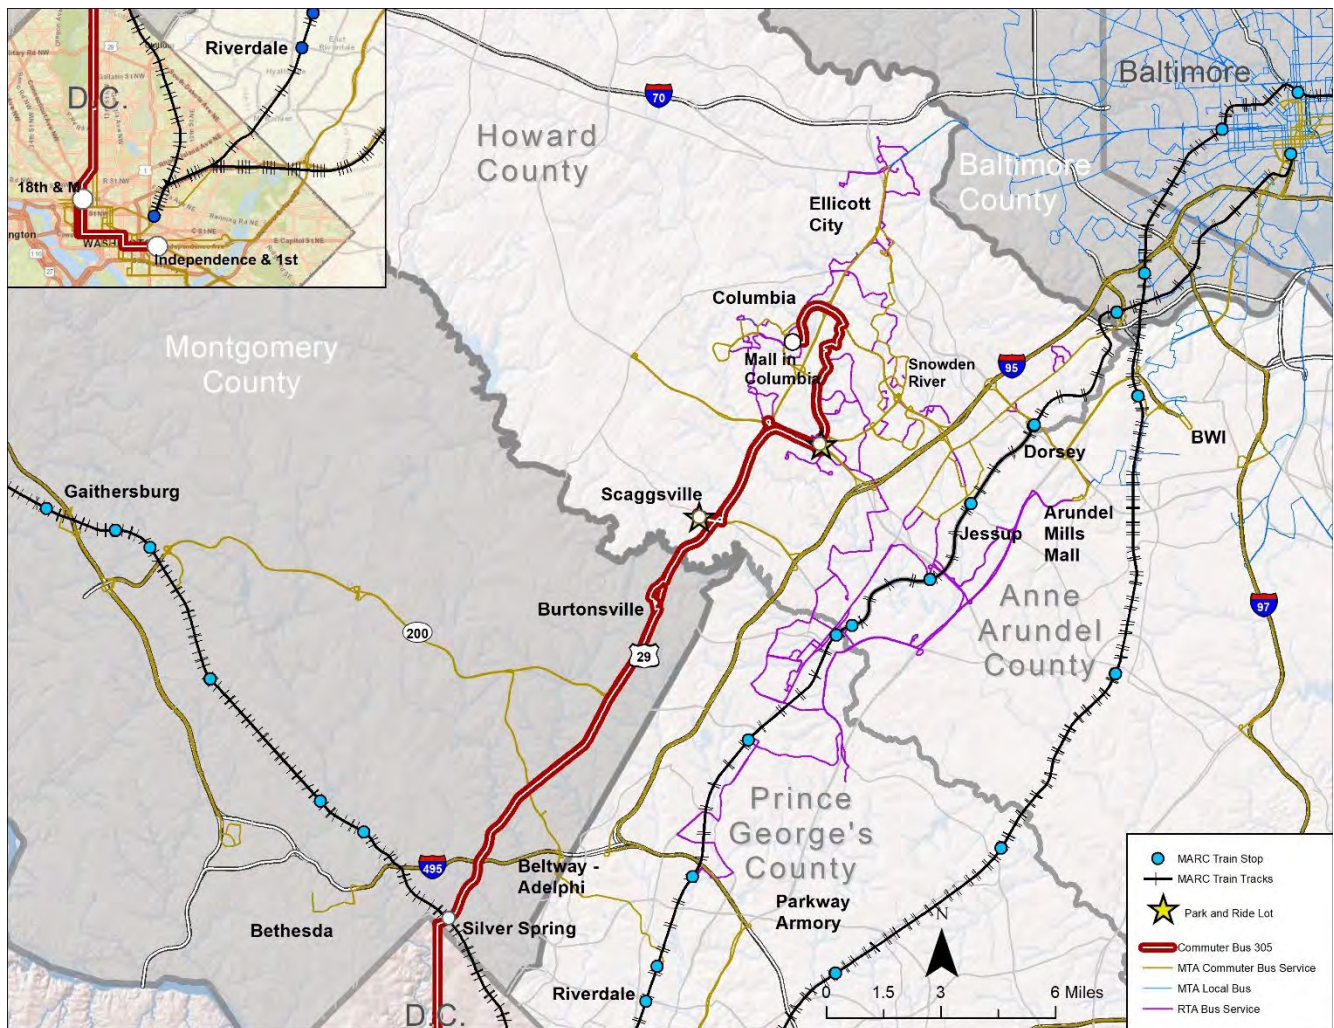 Riverdale
D.C.
18th & M
Independence & 1st
Baltimore
70
Howard
County
Baltimore
County
Ellicott
City
Columbia
Mall in
Columbia
Snowden
River
95
Montgomery
County
BWI
Dorsey
Gaithersburg
Scaggsville
Jessup
Arundel
Mills
Mall
Burtonsville
200
29
Anne
Arundel
County
97
Prince
George's
County
495
Beltway -
Adelphi
Parkway
Armory
Bethesda
Silver Spring
Riverdale
D.C.
N
0 1.5 3 6 Miles
MARC Train Stop
MARC Train Tracks
Park and Ride Lot
Commuter Bus 305
MTA Commuter Bus Service
MTA Local Bus
RTA Bus Service